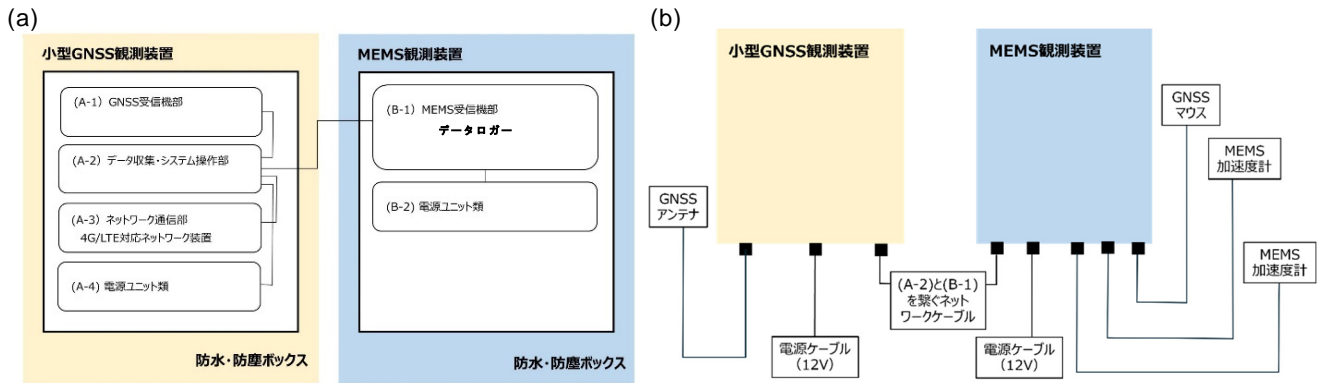 (a)
小型GNSS観測装置
(A-1) GNSS受信機部
(A-2) データ収集・システム操作部
(A-3) ネットワーク通信部
4G/LTE対応ネットワーク装置
(A-4) 電源ユニット類
防水・防塵ボックス
MEMS観測装置
(B-1) MEMS受信機部
データロガー
(B-2) 電源ユニット類
防水・防塵ボックス
(b)
小型GNSS観測装置
MEMS観測装置
GNSS
アンテナ
電源ケーブル
(12V)
(A-2)と(B-1)
を繋ぐネット
ワークケーブル
電源ケーブル
(12V)
GNSS
マウス
MEMS
加速度計
MEMS
加速度計